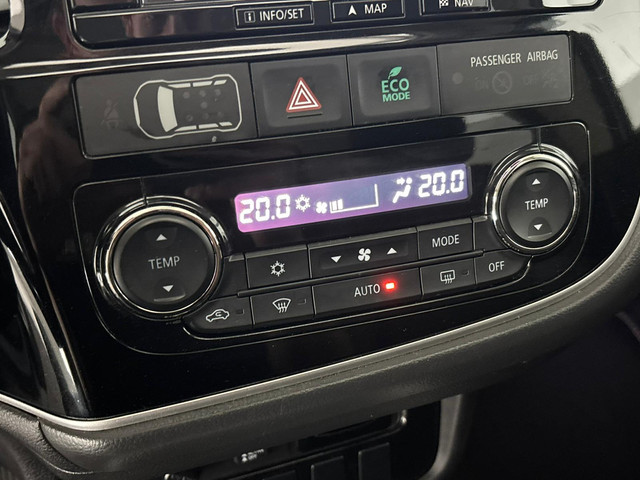 INFO/SET
MAP
NAV
ECO
MODE
PASSENGER AIRBAG
20.0
20.0
TEMP
MODE
TEMP
AUTO
OFF